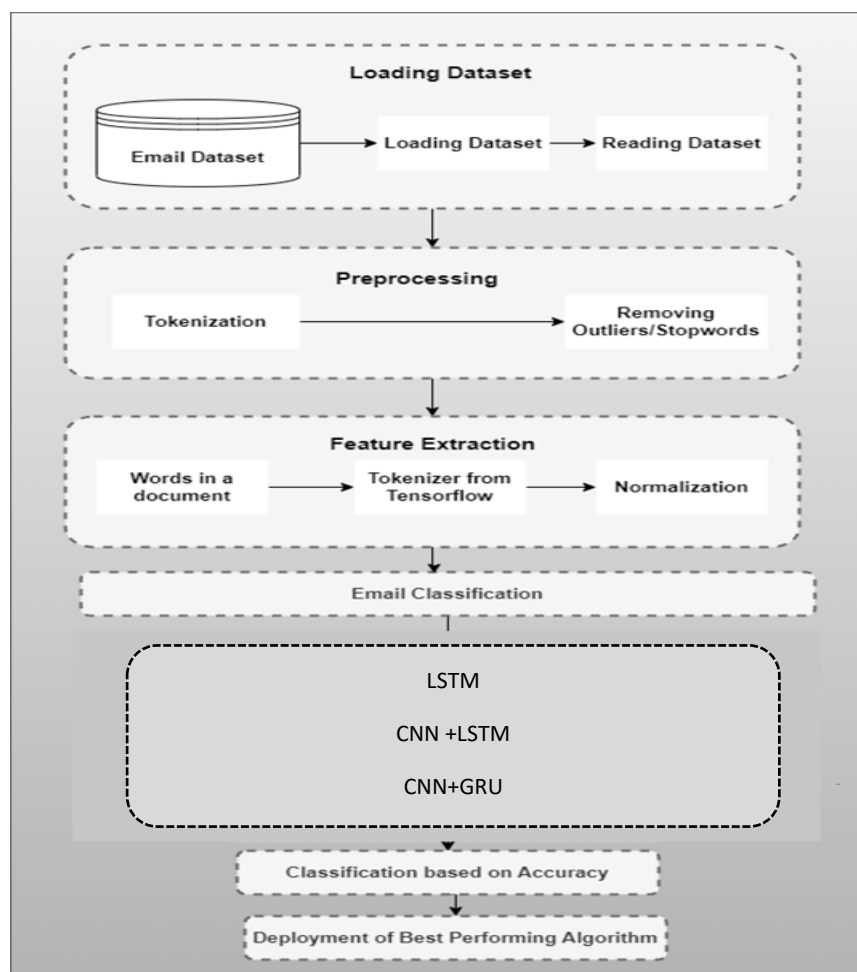 Loading Dataset
Email Dataset
Loading Dataset
Reading Dataset
Preprocessing
Tokenization
Removing
Outliers/Stopwords
Feature Extraction
Words in a
document
Tokenizer from
Tensorflow
Normalization
Email Classification
LSTM
CNN +LSTM
CNN+GRU
Classification based on Accuracy
Deployment of Best Performing Algorithm